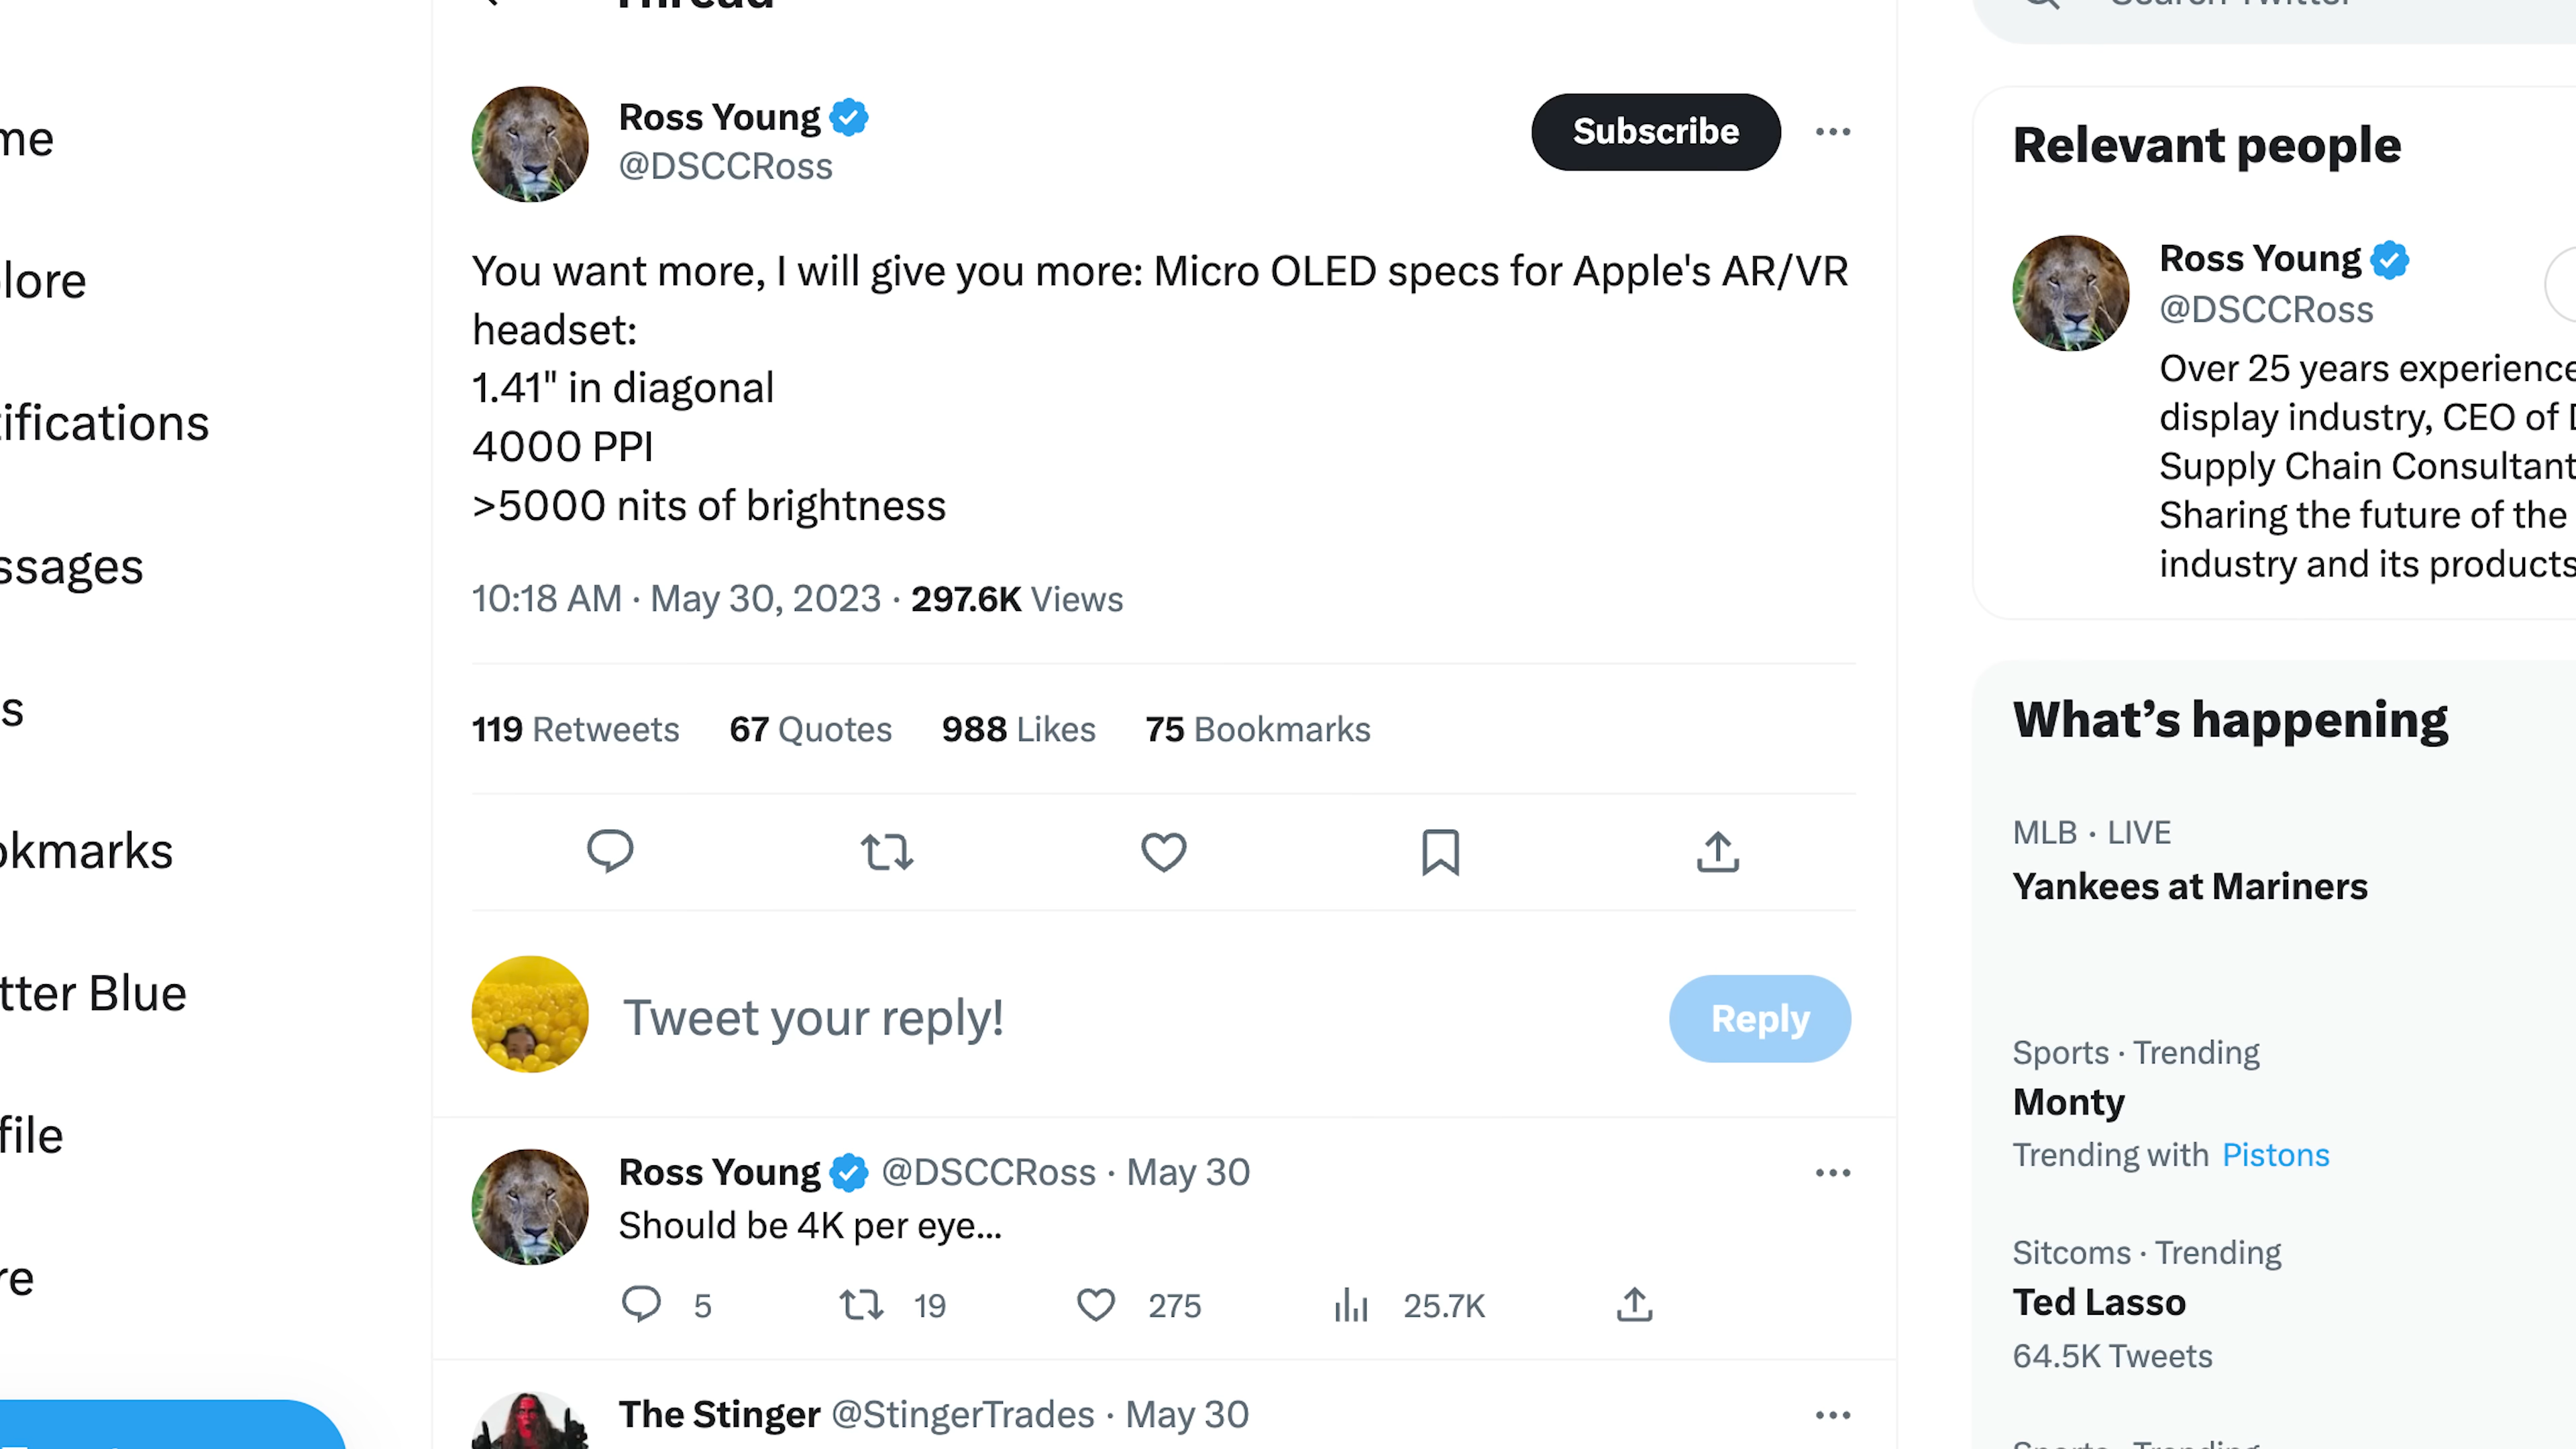 Thread
Search Twitter
me
lore
ifications
ssages
s
okmarks
tter Blue
file
re
Ross Young
@DSCCRoss
Subscribe
You want more, I will give you more: Micro OLED specs for Apple's AR/VR
headset:
1.41" in diagonal
4000 PPI
>5000 nits of brightness
10:18 AM · May 30, 2023 · 297.6K Views
119 Retweets 67 Quotes 988 Likes 75 Bookmarks
Tweet your reply!
Reply
Ross Young @DSCCRoss · May 30
Should be 4K per eye...
5 19 275 25.7K
The Stinger @StingerTrades · May 30
Relevant people
Ross Young
@DSCCRoss
Over 25 years experience
display industry, CEO of D
Supply Chain Consultant
Sharing the future of the
industry and its products
What’s happening
MLB · LIVE
Yankees at Mariners
Sports · Trending
Monty
Trending with Pistons
Sitcoms · Trending
Ted Lasso
64.5K Tweets
Sports · Trending